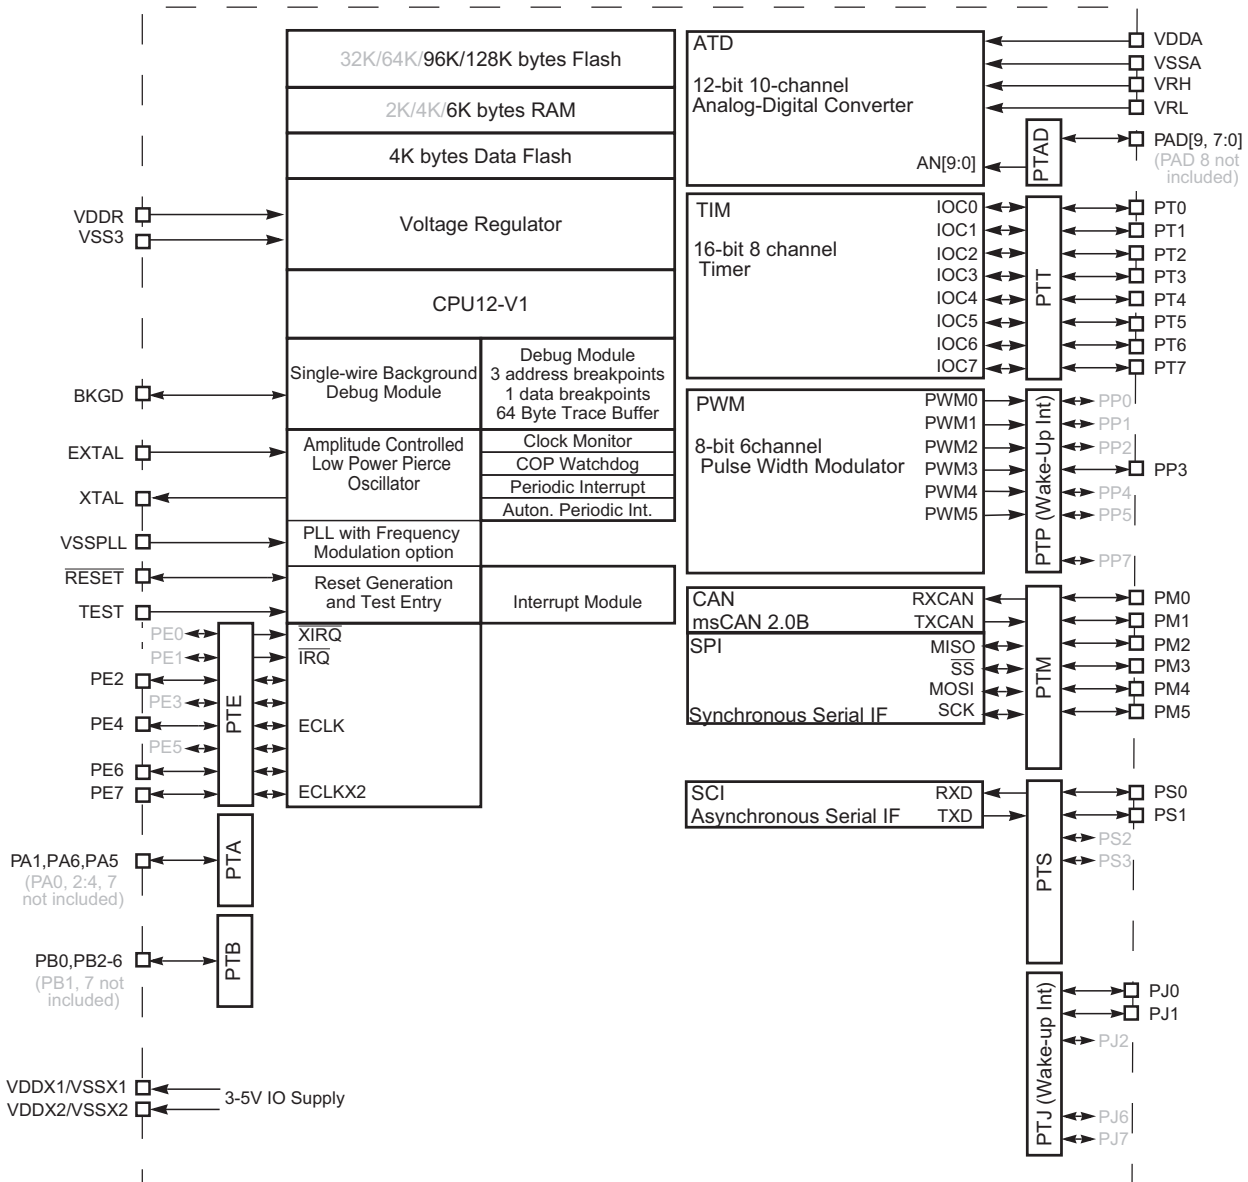 32K/64K/96K/128K bytes Flash
2K/4K/6K bytes RAM
4K bytes Data Flash
Voltage Regulator
CPU12-V1
Single-wire Background
Debug Module
Debug Module
3 address breakpoints
1 data breakpoints
64 Byte Trace Buffer
Amplitude Controlled
Low Power Pierce
Oscillator
Clock Monitor
COP Watchdog
Periodic Interrupt
Auton. Periodic Int.
PLL with Frequency
Modulation option
Reset Generation
and Test Entry
Interrupt Module
VDDR
VSS3
BKGD
EXTAL
XTAL
VSSPLL
RESET
TEST
PE0
PE1
PE2
PE3
PE4
PE5
PE6
PE7
PTE
XIRQ
IRQ
ECLK
ECLKX2
PA1,PA6,PA5
(PA0, 2:4, 7
not included)
PTA
PB0,PB2-6
(PB1, 7 not
included)
PTB
VDDX1/VSSX1
VDDX2/VSSX2
3-5V IO Supply
ATD
12-bit 10-channel
Analog-Digital Converter
AN[9:0]
PTAD
VDDA
VSSA
VRH
VRL
PAD[9, 7:0]
(PAD 8 not
included)
TIM
16-bit 8 channel
Timer
IOC0
IOC1
IOC2
IOC3
IOC4
IOC5
IOC6
IOC7
PTT
PT0
PT1
PT2
PT3
PT4
PT5
PT6
PT7
PWM
8-bit 6channel
Pulse Width Modulator
PWM0
PWM1
PWM2
PWM3
PWM4
PWM5
PTP (Wake-Up Int)
PP0
PP1
PP2
PP3
PP4
PP5
PP7
CAN
msCAN 2.0B
RXCAN
TXCAN
SPI
Synchronous Serial IF
MISO
SS
MOSI
SCK
PTM
PM0
PM1
PM2
PM3
PM4
PM5
SCI
Asynchronous Serial IF
RXD
TXD
PTS
PS0
PS1
PS2
PS3
PTJ (Wake-up Int)
PJ0
PJ1
PJ2
PJ6
PJ7